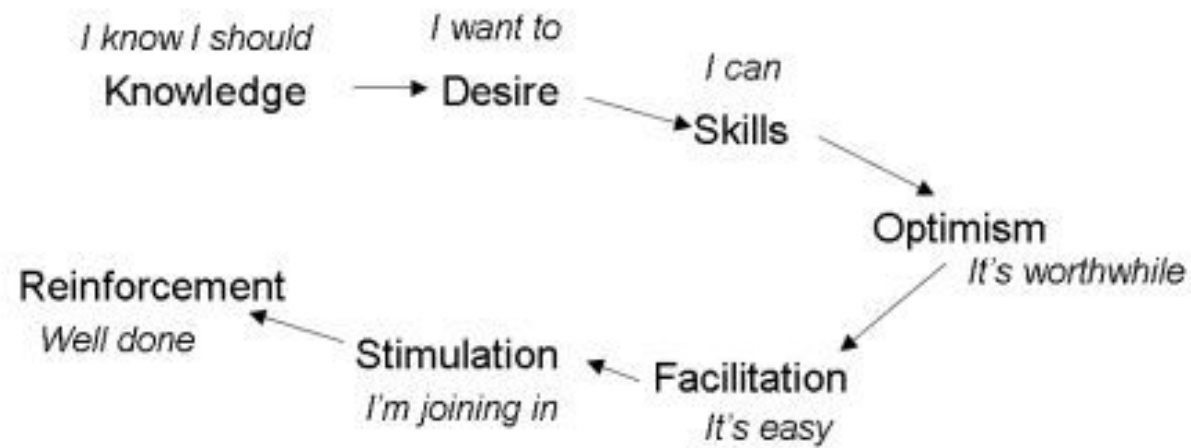 I know I should
Knowledge
I want to
Desire
I can
Skills
Optimism
It's worthwhile
Facilitation
It's easy
Stimulation
I'm joining in
Reinforcement
Well done